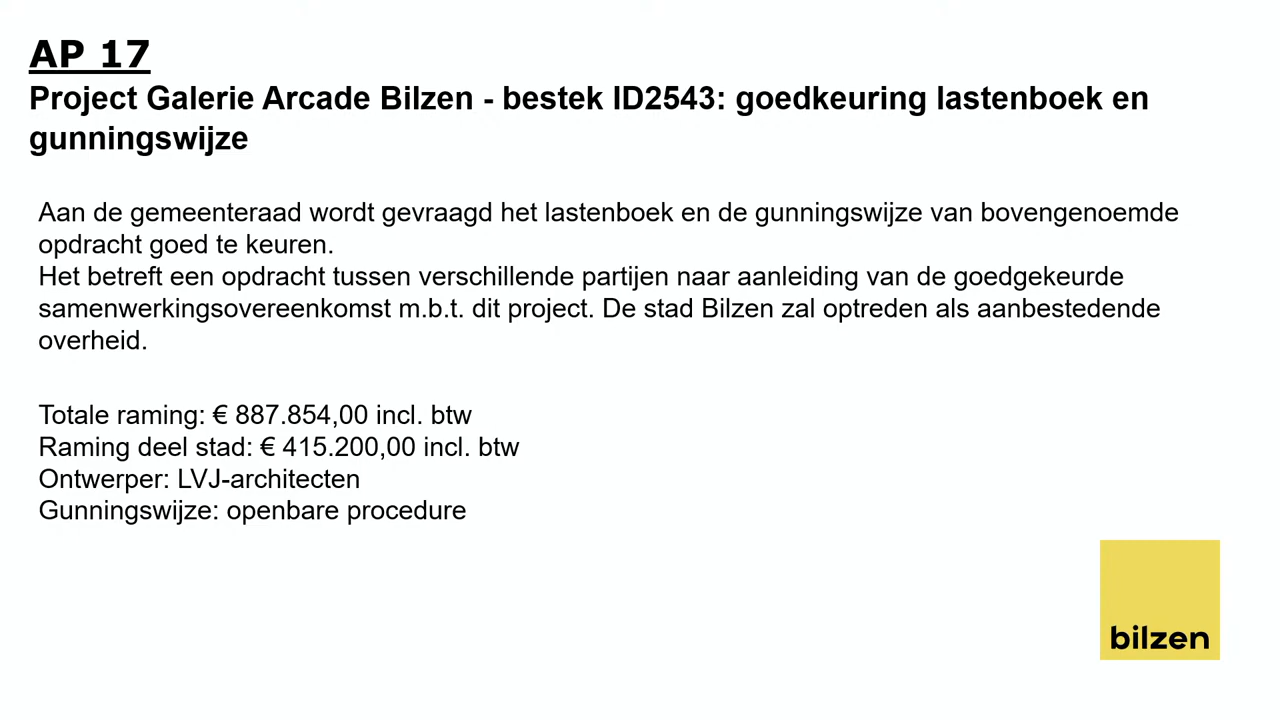 AP 17
Project Galerie Arcade Bilzen - bestek ID2543: goedkeuring lastenboek en
gunningswijze
Aan de gemeenteraad wordt gevraagd het lastenboek en de gunningswijze van bovengenoemde
opdracht goed te keuren.
Het betreft een opdracht tussen verschillende partijen naar aanleiding van de goedgekeurde
samenwerkingsovereenkomst m.b.t. dit project. De stad Bilzen zal optreden als aanbestedende
overheid.
Totale raming: € 887.854,00 incl. btw
Raming deel stad: € 415.200,00 incl. btw
Ontwerper: LVJ-architecten
Gunningswijze: openbare procedure
bilzen